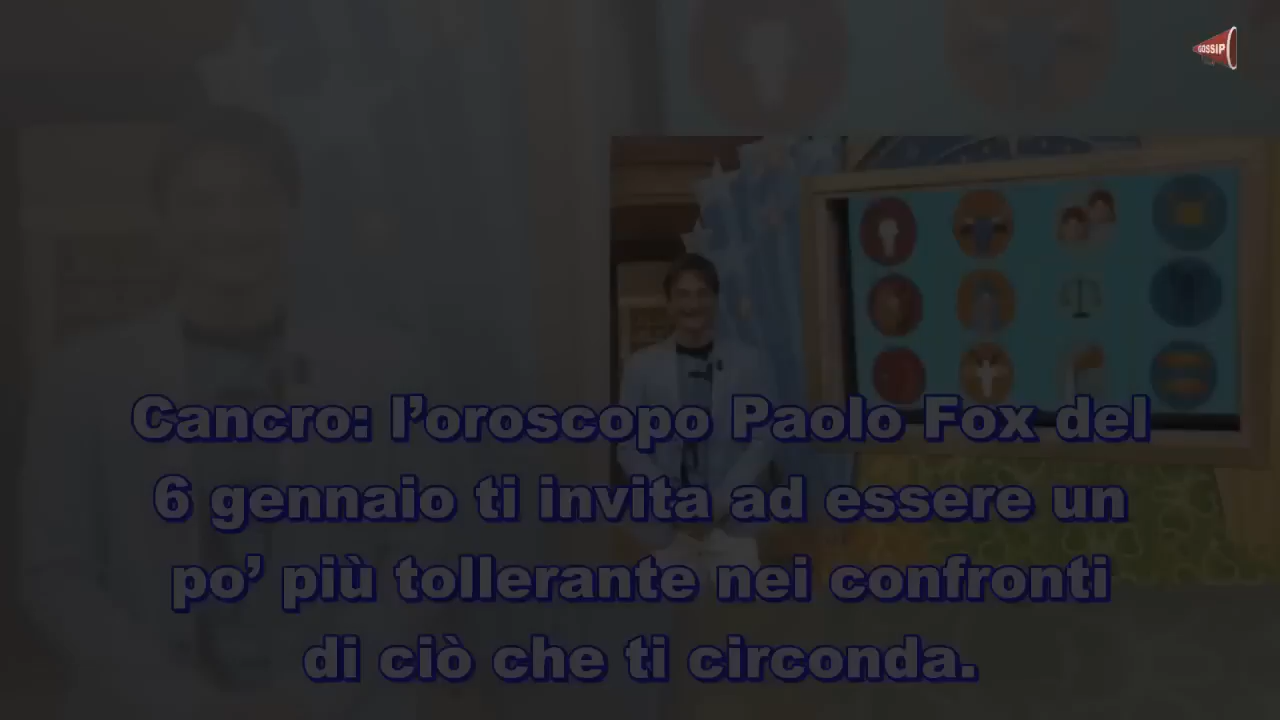 GOSSIP
Cancro: l’oroscopo Paolo Fox del
6 gennaio ti invita ad essere un
po’ più tollerante nei confronti
di ciò che ti circonda.